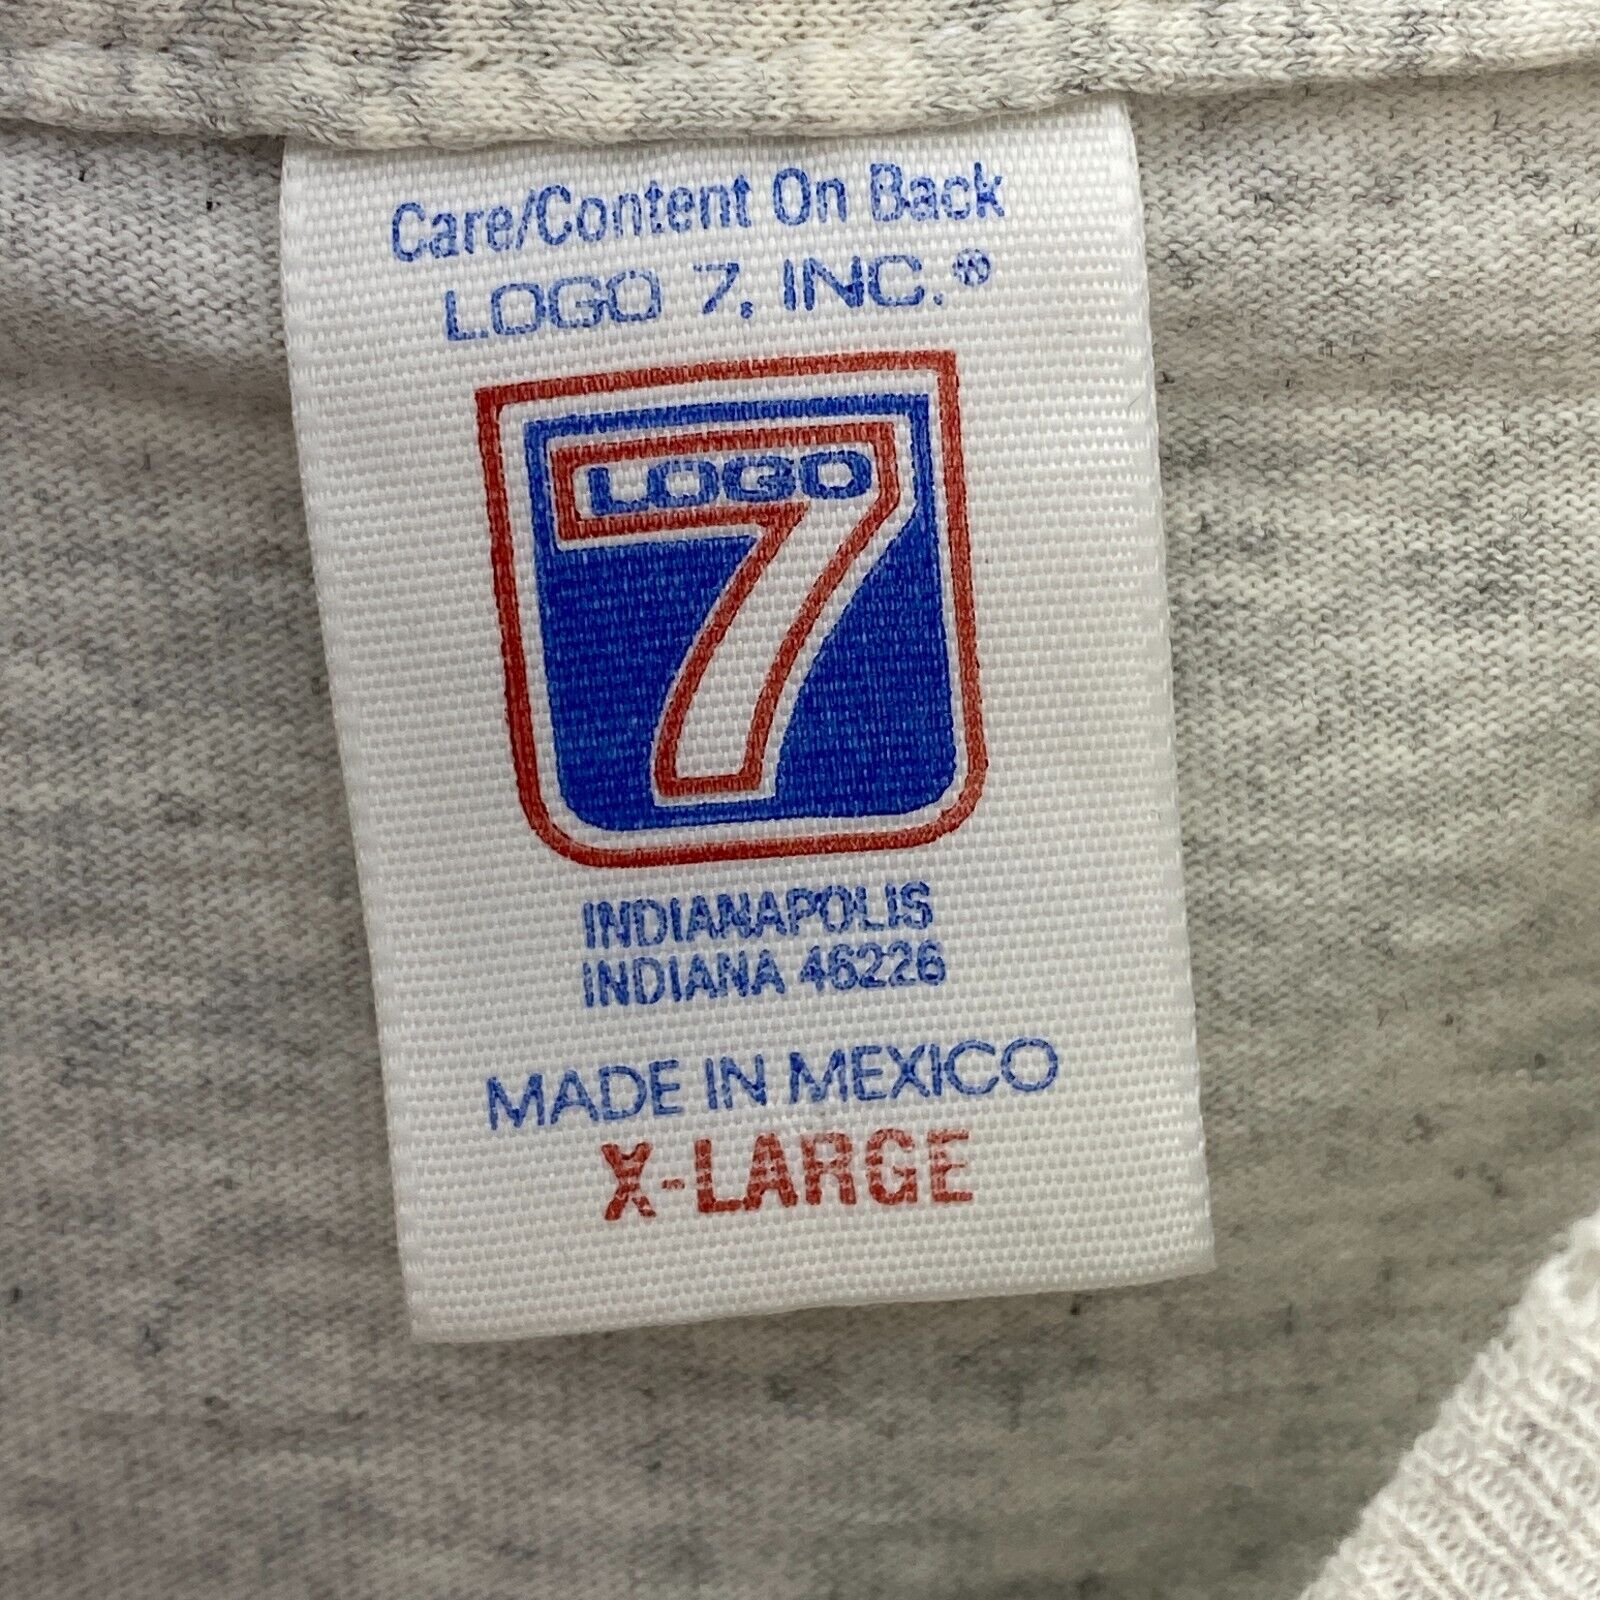 Care/Content On Back
LOGO 7, INC.®
LOGO
7
INDIANAPOLIS
INDIANA 46226
MADE IN MEXICO
X-LARGE